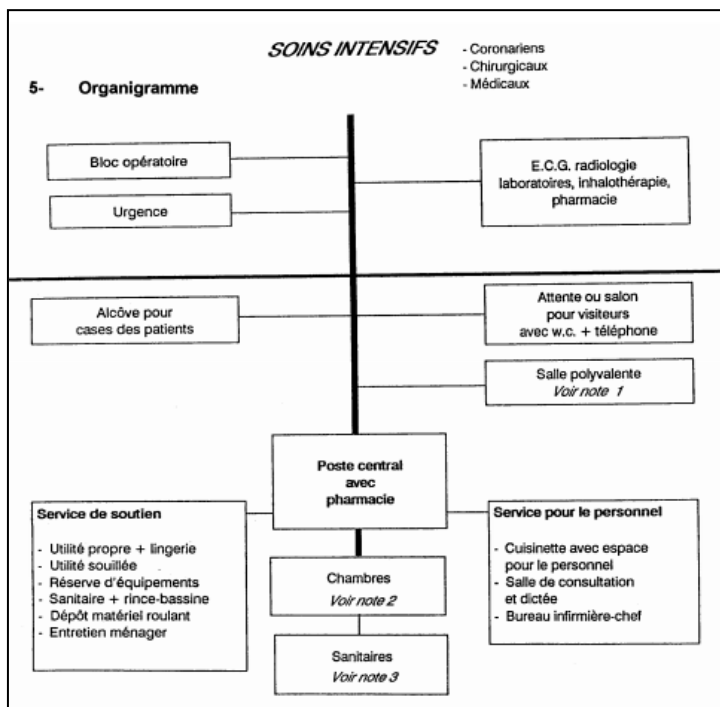 SOINS INTENSIFS
- Coronariens
- Chirurgicaux
- Médicaux
5- Organigramme
Bloc opératoire
E.C.G. radiologie
laboratoires, inhalothérapie,
pharmacie
Urgence
Alcôve pour
cases des patients
Attente ou salon
pour visiteurs
avec w.c. + téléphone
Salle polyvalente
Voir note 1
Poste central
avec
pharmacie
Service de soutien
- Utilité propre + lingerie
- Utilité souillée
- Réserve d'équipements
- Sanitaire + rince-bassine
- Dépôt matériel roulant
- Entretien ménager
Service pour le personnel
- Cuisinette avec espace
pour le personnel
- Salle de consultation
et dictée
- Bureau infirmière-chef
Chambres
Voir note 2
Sanitaires
Voir note 3